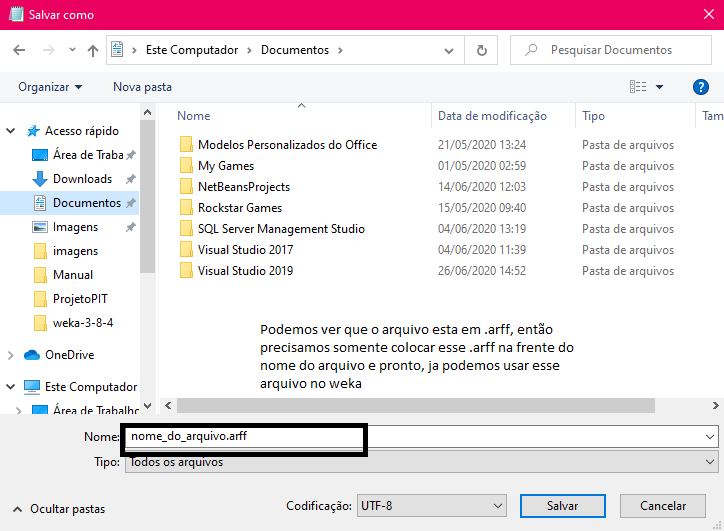 Salvar como
Este Computador
Documentos
Pesquisar Documentos
Organizar
Nova pasta
Acesso rápido
Área de Traba
Downloads
Documentos
Imagens
imagens
Manual
ProjetoPIT
weka-3-8-4
OneDrive
Este Computador
Área de Trabalho
Nome Data de modificação Tipo Tam
Modelos Personalizados do Office 21/05/2020 13:24 Pasta de arquivos
My Games 01/05/2020 02:59 Pasta de arquivos
NetBeansProjects 14/06/2020 12:03 Pasta de arquivos
Rockstar Games 15/05/2020 09:40 Pasta de arquivos
SQL Server Management Studio 04/06/2020 13:19 Pasta de arquivos
Visual Studio 2017 04/06/2020 11:39 Pasta de arquivos
Visual Studio 2019 26/06/2020 14:52 Pasta de arquivos
Podemos ver que o arquivo esta em .arff, então
precisamos somente colocar esse .arff na frente do
nome do arquivo e pronto, ja podemos usar esse
arquivo no weka
Nome: nome_do_arquivo.arff
Tipo: Todos os arquivos
Ocultar pastas
Codificação: UTF-8
Salvar
Cancelar